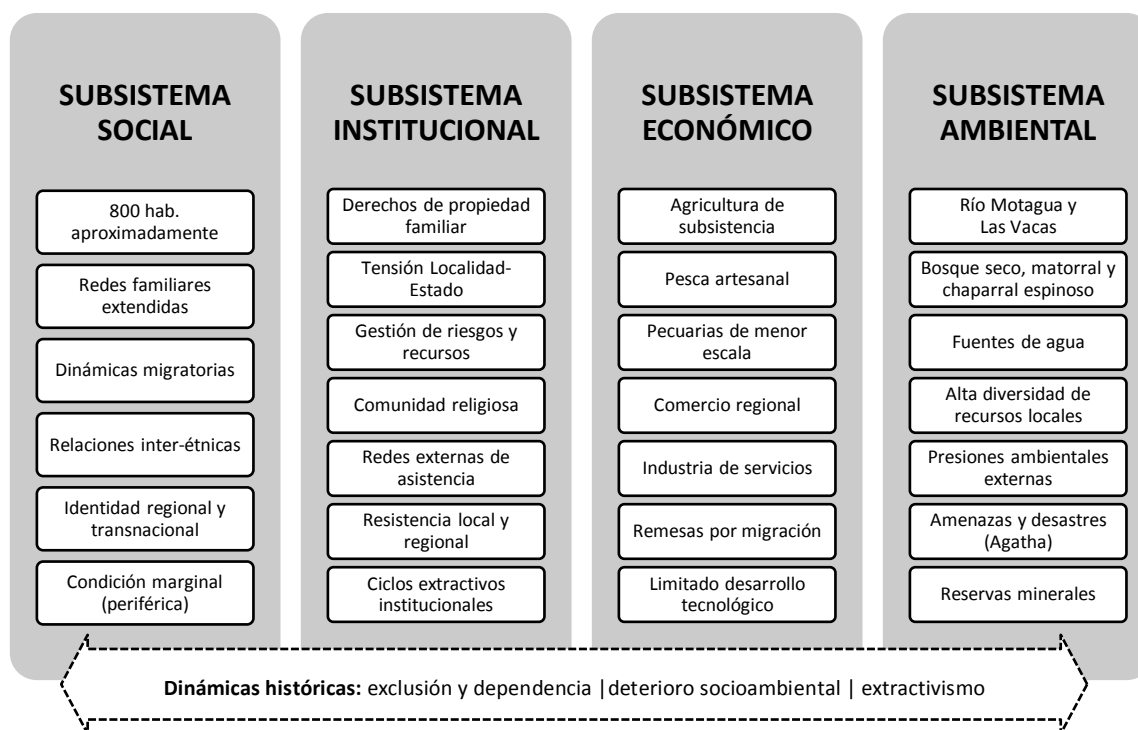 SUBSISTEMA
SOCIAL
800 hab.
aproximadamente
Redes familiares
extendidas
Dinámicas migratorias
Relaciones inter-étnicas
Identidad regional y
transnacional
Condición marginal
(periférica)
SUBSISTEMA
INSTITUCIONAL
Derechos de propiedad
familiar
Tensión Localidad-
Estado
Gestión de riesgos y
recursos
Comunidad religiosa
Redes externas de
asistencia
Resistencia local y
regional
Ciclos extractivos
institucionales
SUBSISTEMA
ECONÓMICO
Agricultura de
subsistencia
Pesca artesanal
Pecuarias de menor
escala
Comercio regional
Industria de servicios
Remesas por migración
Limitado desarrollo
tecnológico
SUBSISTEMA
AMBIENTAL
Río Motagua y
Las Vacas
Bosque seco, matorral y
chaparral espinoso
Fuentes de agua
Alta diversidad de
recursos locales
Presiones ambientales
externas
Amenazas y desastres
(Agatha)
Reservas minerales
Dinámicas históricas: exclusión y dependencia |deterioro socioambiental | extractivismo